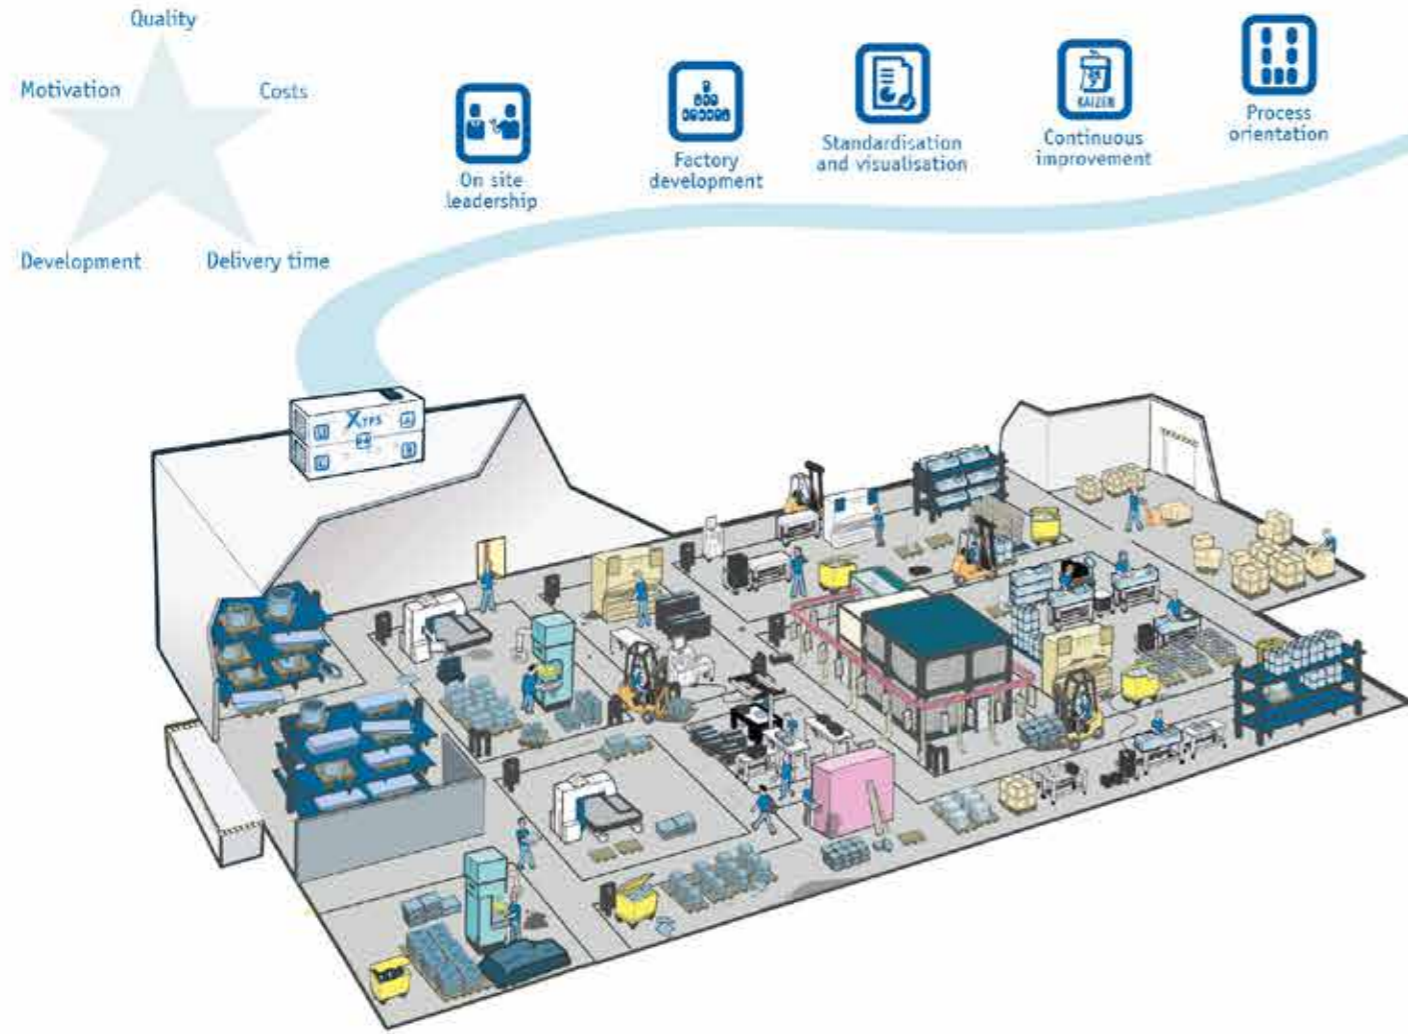 Quality
Motivation
Costs
Development
Delivery time
On site
leadership
Factory
development
Standardisation
and visualisation
KAIZEN
Continuous
improvement
Process
orientation
XTPS